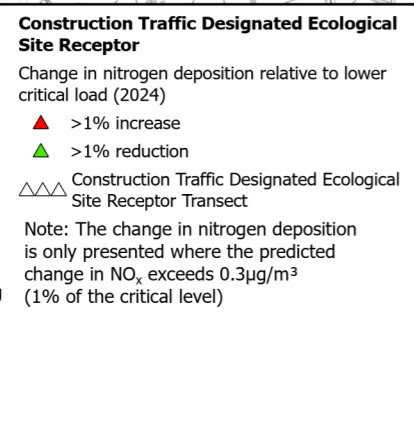 Construction Traffic Designated Ecological
Site Receptor
Change in nitrogen deposition relative to lower
critical load (2024)
>1% increase
>1% reduction
Construction Traffic Designated Ecological
Site Receptor Transect
Note: The change in nitrogen deposition
is only presented where the predicted
change in NOₓ exceeds 0.3μg/m³
(1% of the critical level)